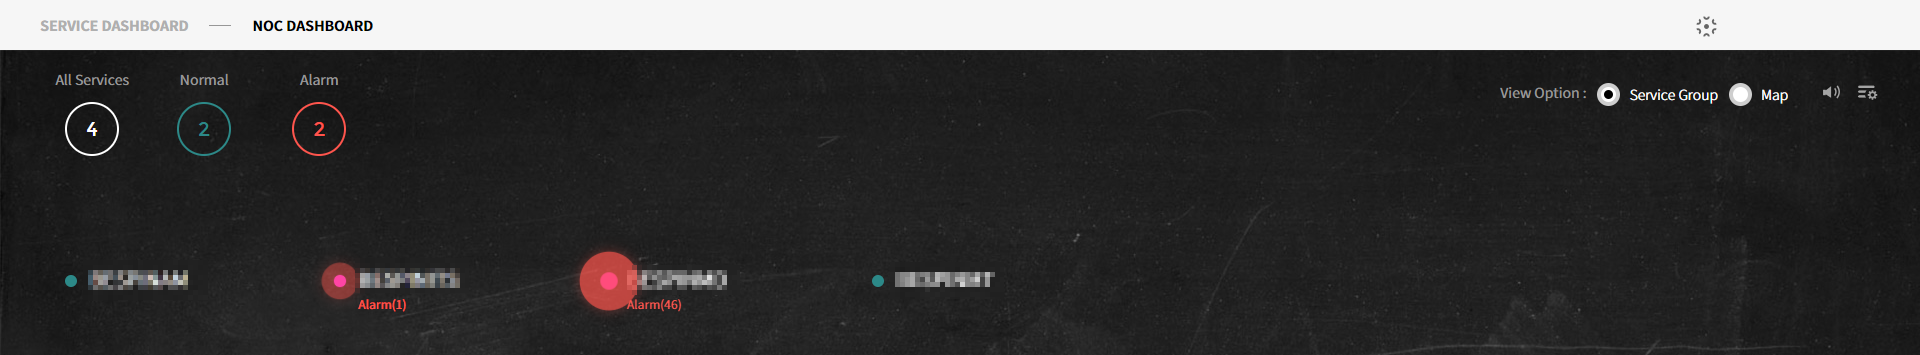 SERVICE DASHBOARD NOC DASHBOARD
All Services Normal Alarm
4 2 2
View Option : Service Group Map
Alarm(1) Alarm(46)